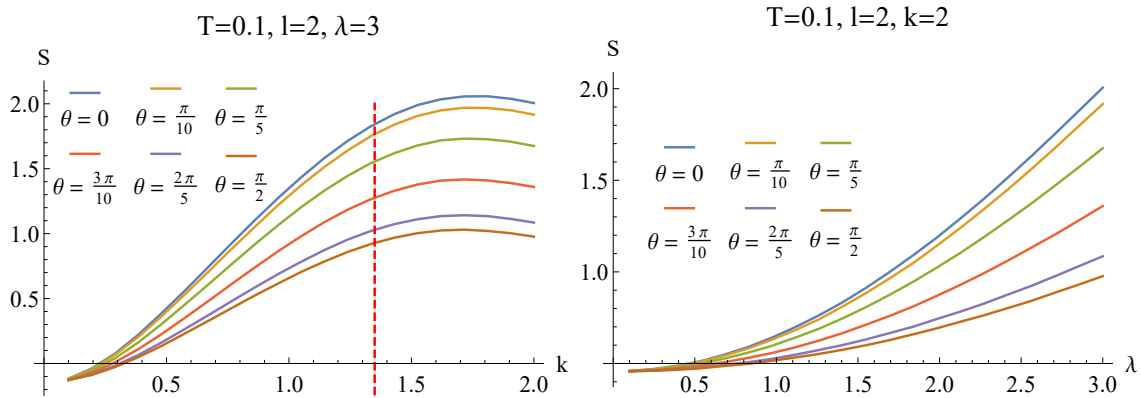 T=0.1, l=2, λ=3
S
2.0
1.5
1.0
0.5
0.5 1.0 1.5 2.0
k
θ = 0 θ = π/10 θ = π/5
θ = 3π/10 θ = 2π/5 θ = π/2
T=0.1, l=2, k=2
S
2.0
1.5
1.0
0.5 1.0 1.5 2.0 2.5 3.0
λ
θ = 0 θ = π/10 θ = π/5
θ = 3π/10 θ = 2π/5 θ = π/2